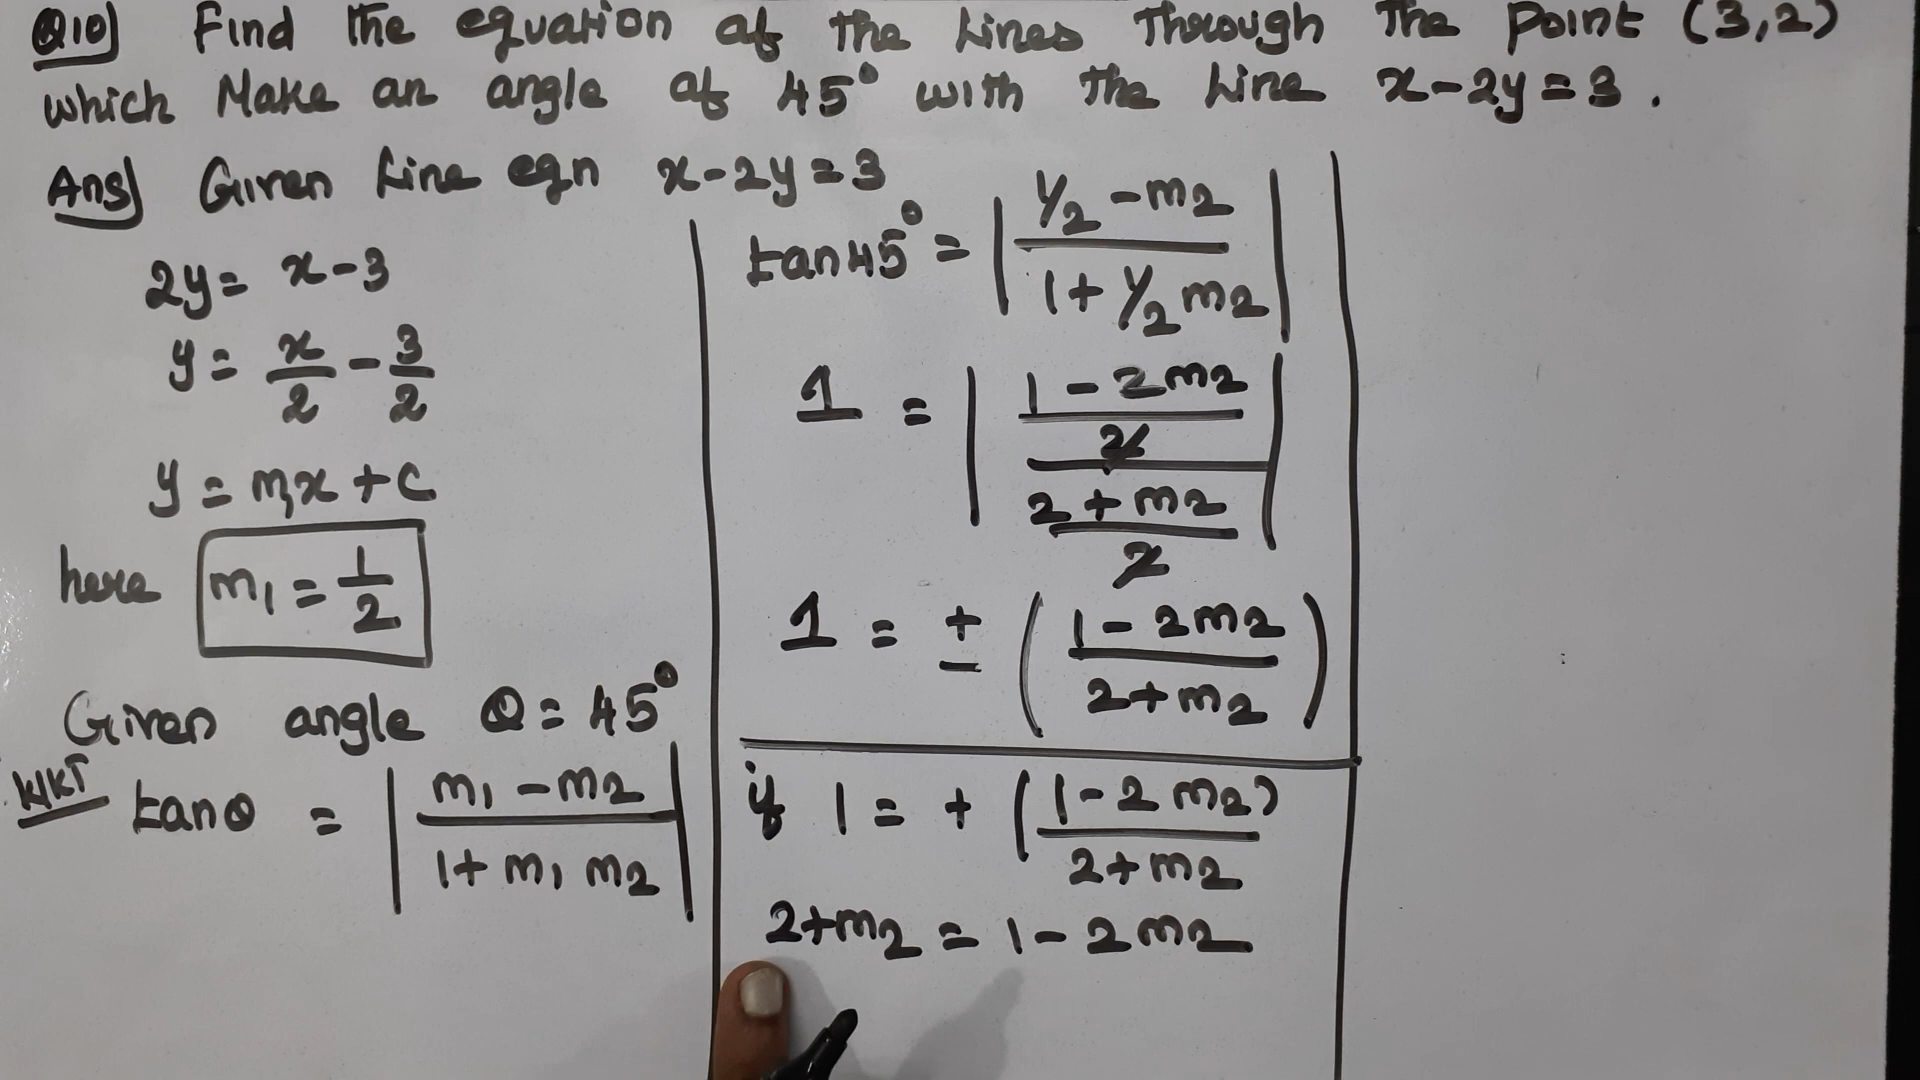 Q10) Find the equation of the lines through the point (3,2)
which Make an angle of 45° with the line x-2y=3.
Ans) Given line eqn x-2y=3
2y= x-3
y= x/2 - 3/2
y = m₁x+c
here m₁ = 1/2
Given angle θ=45°
WKT tanθ = |(m₁-m₂)/(1+m₁ m₂)|
tan45° = |(1/2 -m₂)/(1+1/2 m₂)|
1 = |((1-2m₂)/2)/((2+m₂)/2)|
1 = ± ((1-2m₂)/(2+m₂))
if 1 = + ((1-2m₂)/(2+m₂)
2+m₂ = 1-2m₂